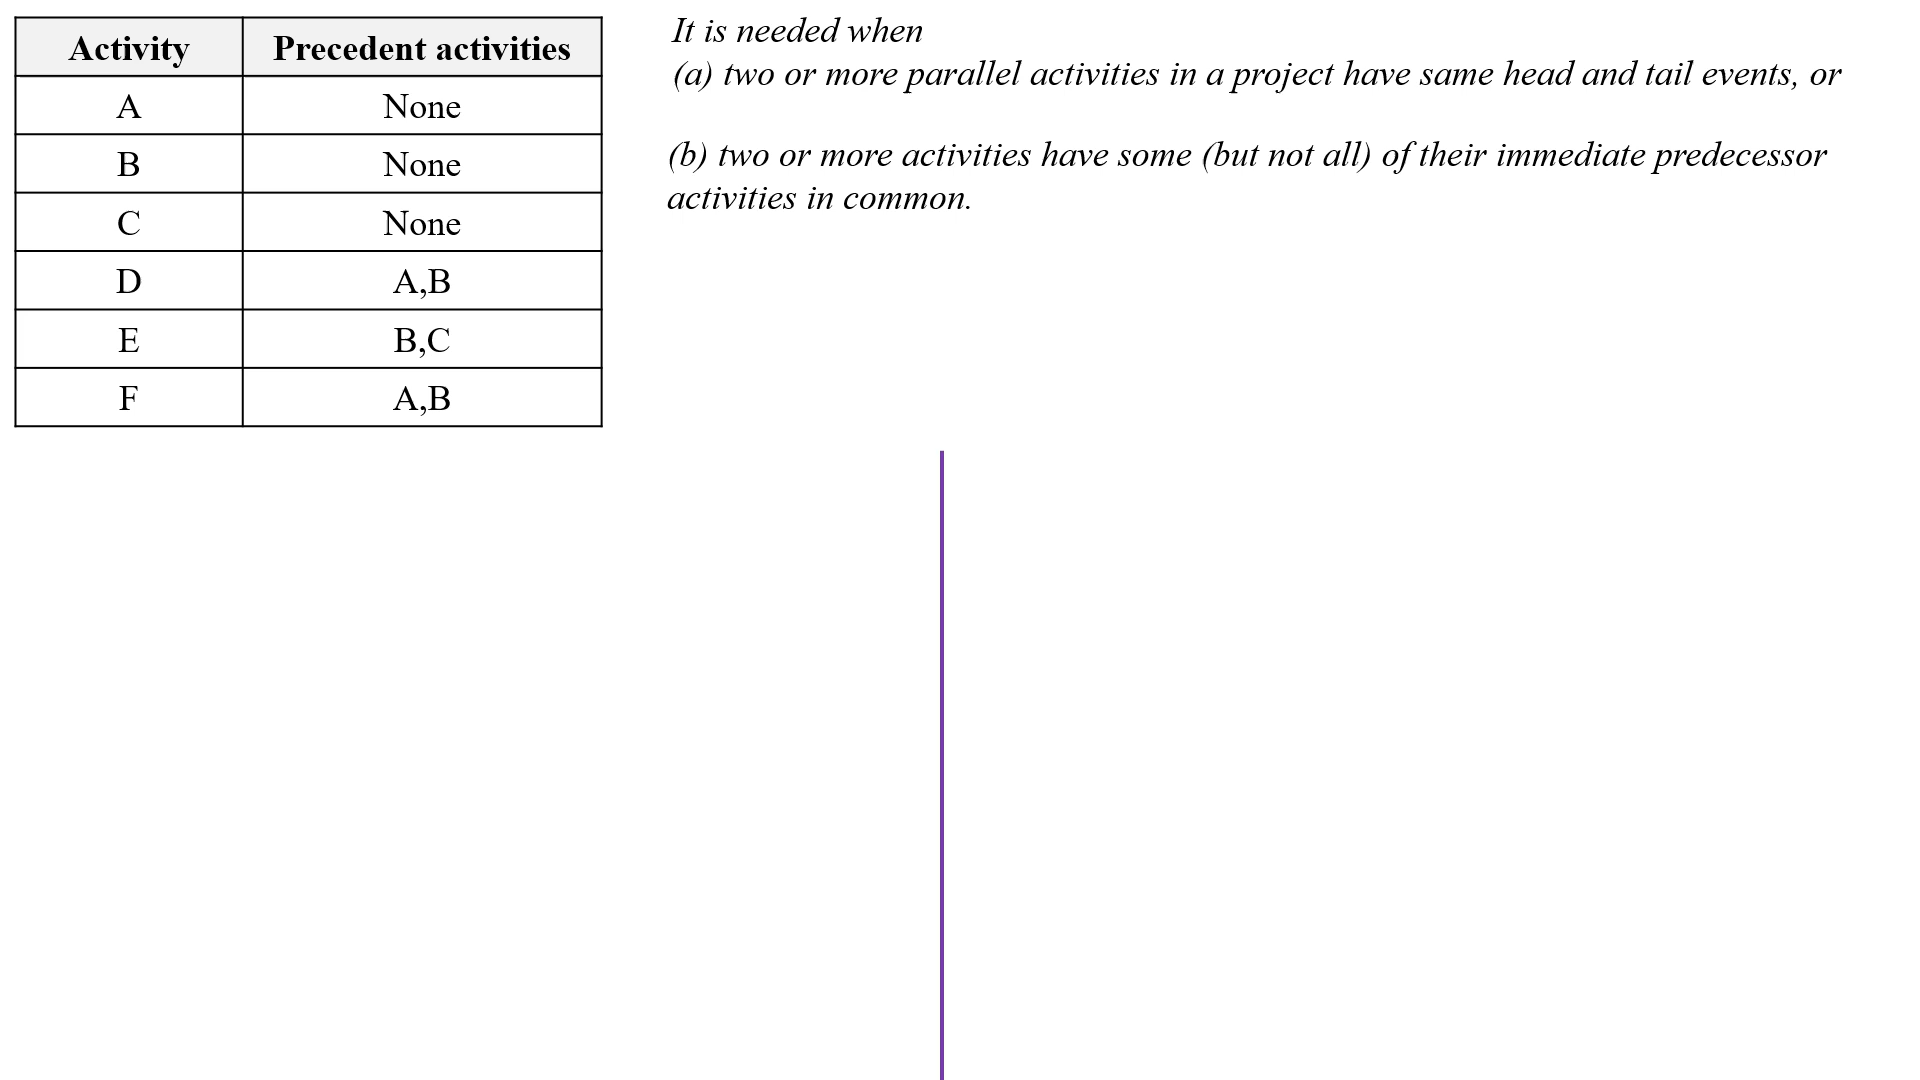 Activity Precedent activities
A None
B None
C None
D A,B
E B,C
F A,B
It is needed when
(a) two or more parallel activities in a project have same head and tail events, or
(b) two or more activities have some (but not all) of their immediate predecessor
activities in common.